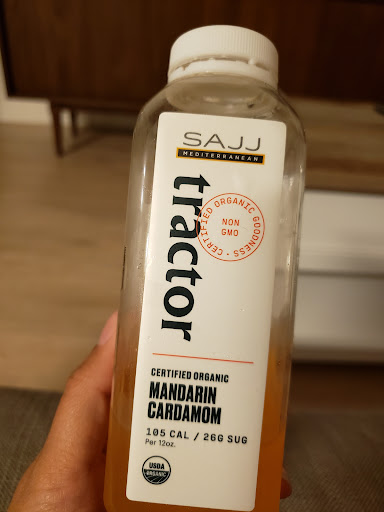 SAJJ
MEDITERRANEAN
tractor
CERTIFIED ORGANIC GOODNESS •
NON
GMO
CERTIFIED ORGANIC
MANDARIN
CARDAMOM
105 CAL / 26G SUG
Per 12oz.
USDA
ORGANIC